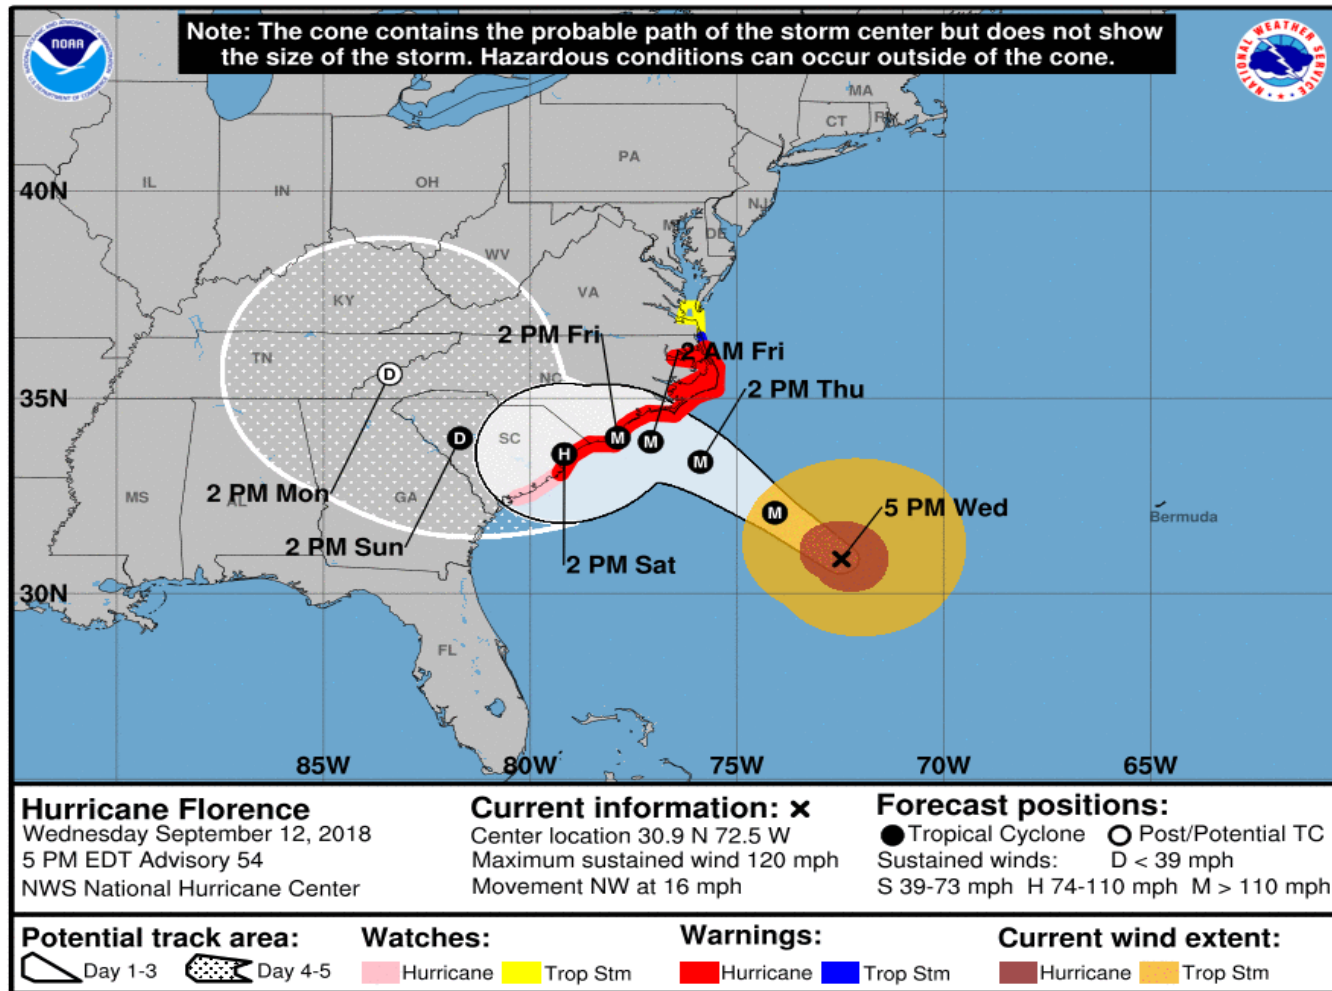 Note: The cone contains the probable path of the storm center but does not show
the size of the storm. Hazardous conditions can occur outside of the cone.
NOAA
NATIONAL WEATHER SERVICE
MA
CT
RI
PA
40N
IL
IN
OH
NJ
MD
DE
WV
VA
KY
2 PM Fri
2 AM Fri
TN
D
NC
2 PM Thu
35N
SC
D
H
M
M
M
2 PM Mon
MS
AL
GA
M
5 PM Wed
Bermuda
2 PM Sun
2 PM Sat
30N
FL
85W
80W
75W
70W
65W
Hurricane Florence
Wednesday September 12, 2018
5 PM EDT Advisory 54
NWS National Hurricane Center
Current information: ×
Center location 30.9 N 72.5 W
Maximum sustained wind 120 mph
Movement NW at 16 mph
Forecast positions:
Tropical Cyclone Post/Potential TC
Sustained winds: D < 39 mph
S 39-73 mph H 74-110 mph M > 110 mph
Potential track area:
Day 1-3 Day 4-5
Watches:
Hurricane Trop Stm
Warnings:
Hurricane Trop Stm
Current wind extent:
Hurricane Trop Stm